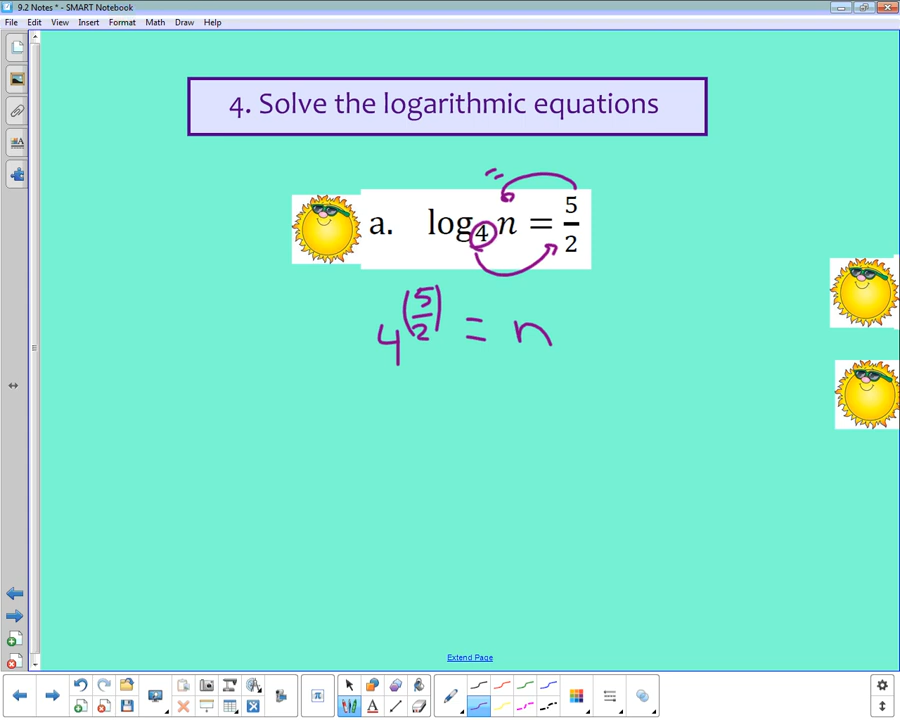 9.2 Notes * - SMART Notebook
File Edit View Insert Format Math Draw Help
4. Solve the logarithmic equations
a. log₄ n = 5/2
4^(5/2) = n
Extend Page